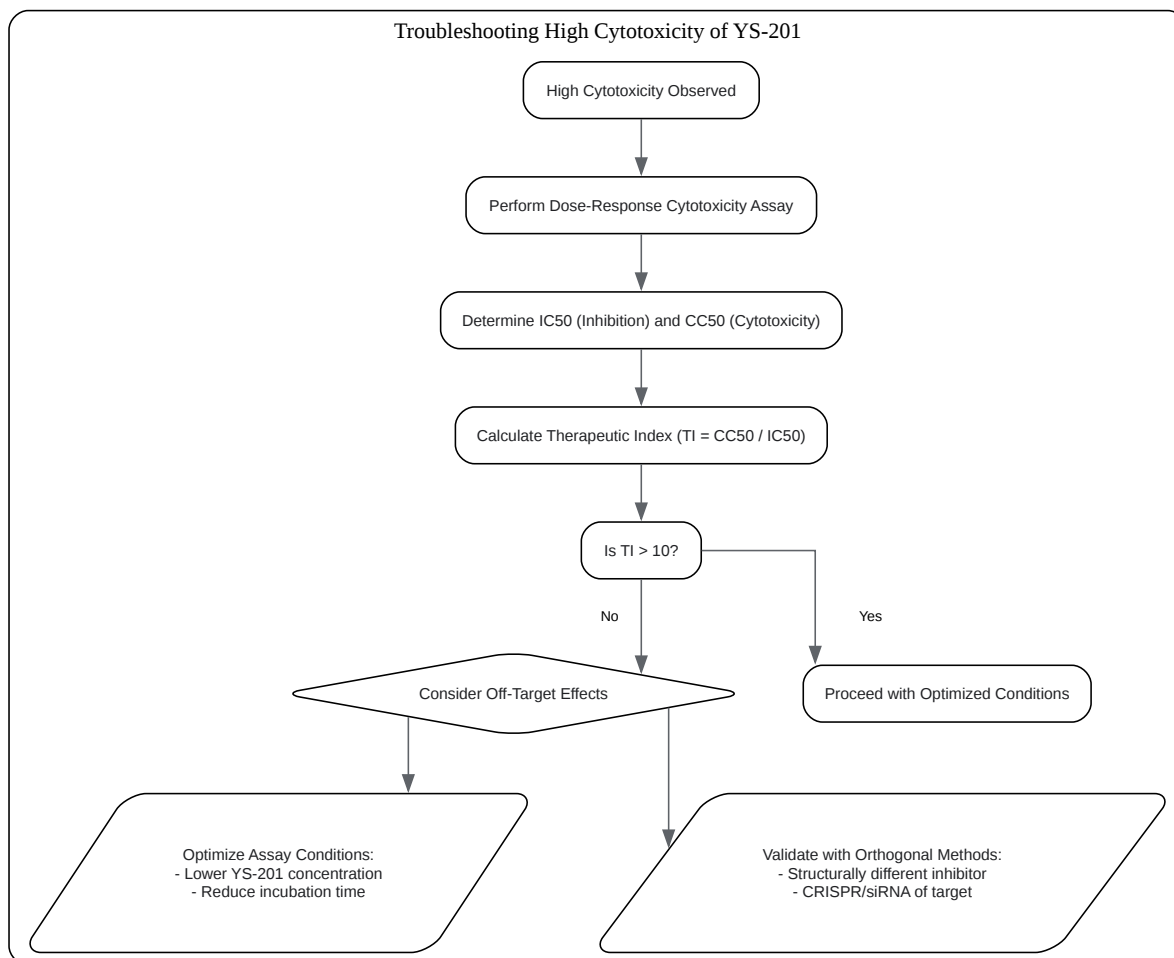 Troubleshooting High Cytotoxicity of YS-201
High Cytotoxicity Observed
Perform Dose-Response Cytotoxicity Assay
Determine IC50 (Inhibition) and CC50 (Cytotoxicity)
Calculate Therapeutic Index (TI = CC50 / IC50)
Is TI > 10?
No
Yes
Consider Off-Target Effects
Proceed with Optimized Conditions
Optimize Assay Conditions:
- Lower YS-201 concentration
- Reduce incubation time
Validate with Orthogonal Methods:
- Structurally different inhibitor
- CRISPR/siRNA of target